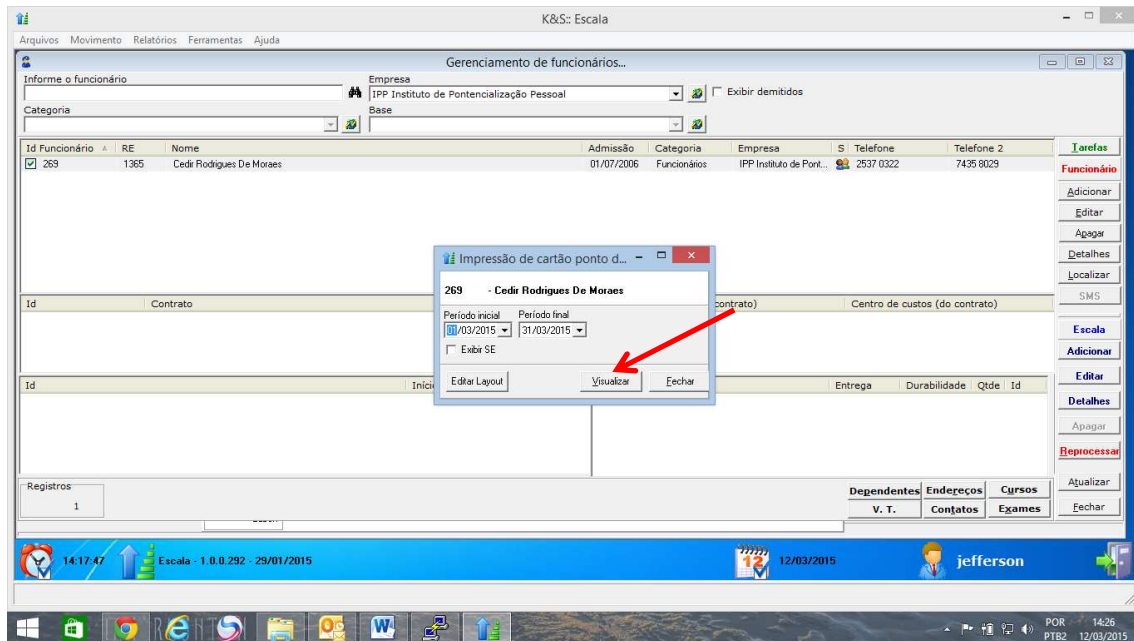 K&S:: Escala
Arquivos Movimento Relatórios Ferramentas Ajuda
Gerenciamento de funcionários...
Informe o funcionário
Empresa
IPP Instituto de Pontencialização Pessoal
Exibir demitidos
Categoria
Base
Id Funcionário RE Nome Admissão Categoria Empresa S Telefone Telefone 2
269 1365 Cedir Rodrigues De Moraes 01/07/2006 Funcionários IPP Instituto de Pont... 2537 0322 7435 8029
Tarefas
Funcionário
Adicionar
Editar
Apagar
Detalhes
Localizar
SMS
Impressão de cartão ponto d...
269 - Cedir Rodrigues De Moraes
Período inicial Período final
01/03/2015 31/03/2015
Exibir SE
Editar Layout Visualizar Fechar
Id Contrato contrato) Centro de custos (do contrato)
Escala
Adicionar
Editar
Detalhes
Apagar
Reprocessar
Id Início Entrega Durabilidade Qtde Id
Registros
1
Dependentes Endereços Cursos
V. T. Contatos Exames
Atualizar
Fechar
14:17:47 Escala - 1.0.0.292 - 29/01/2015 12 12/03/2015 jefferson
POR 14:26
PTB2 12/03/2015